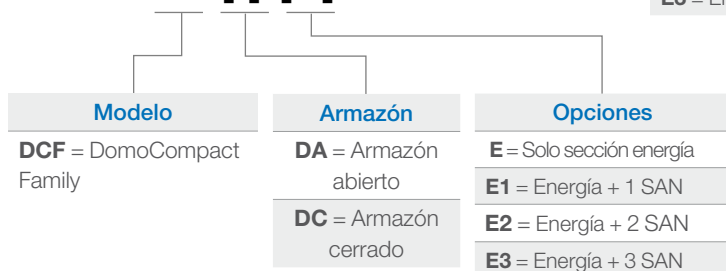 Modelo
DCF = DomoCompact
Family
Armazón
DA = Armazón
abierto
DC = Armazón
cerrado
Opciones
E = Solo sección energía
E1 = Energía + 1 SAN
E2 = Energía + 2 SAN
E3 = Energía + 3 SAN